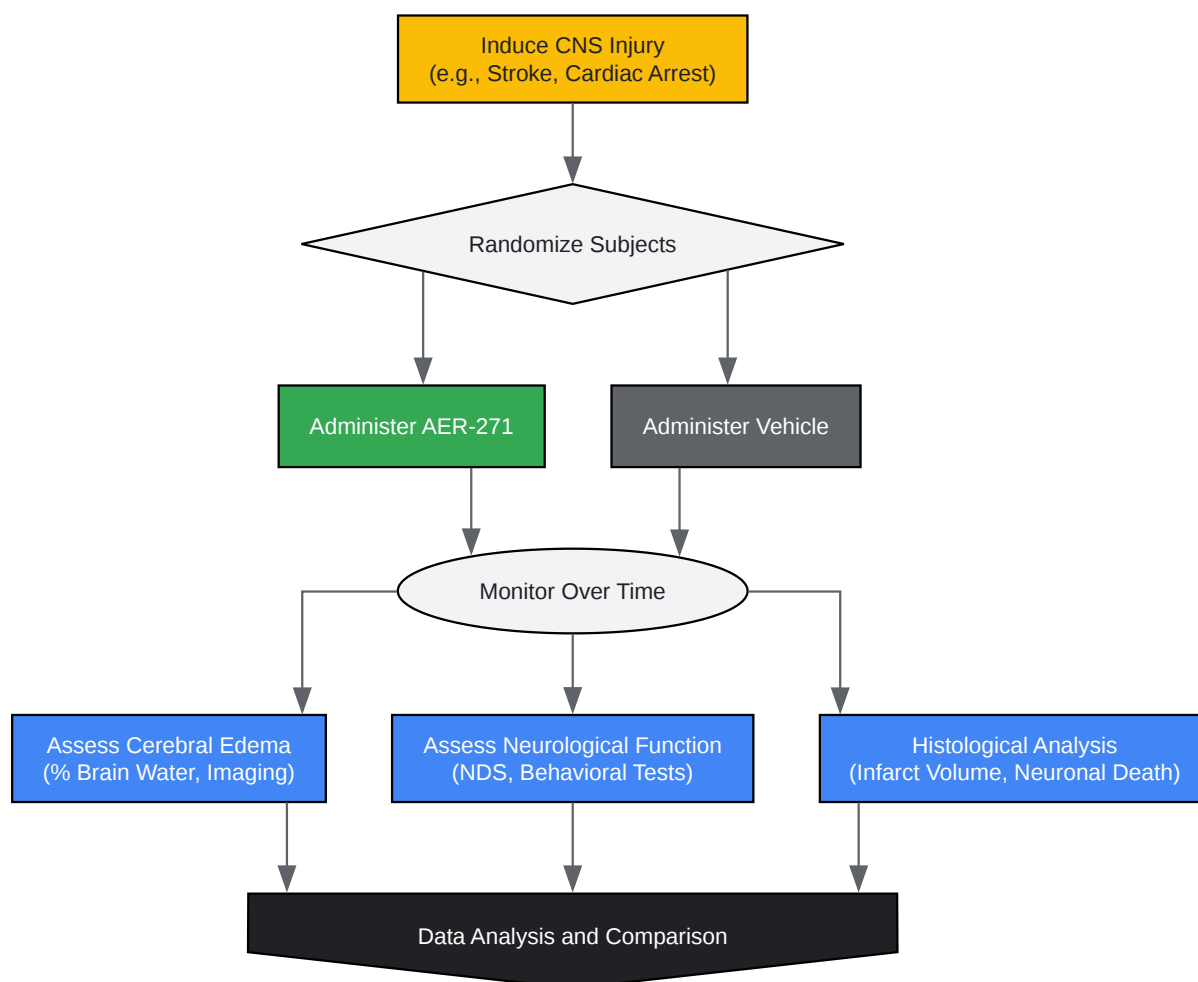 Induce CNS Injury
(e.g., Stroke, Cardiac Arrest)
Randomize Subjects
Administer AER-271
Administer Vehicle
Monitor Over Time
Assess Cerebral Edema
(% Brain Water, Imaging)
Assess Neurological Function
(NDS, Behavioral Tests)
Histological Analysis
(Infarct Volume, Neuronal Death)
Data Analysis and Comparison